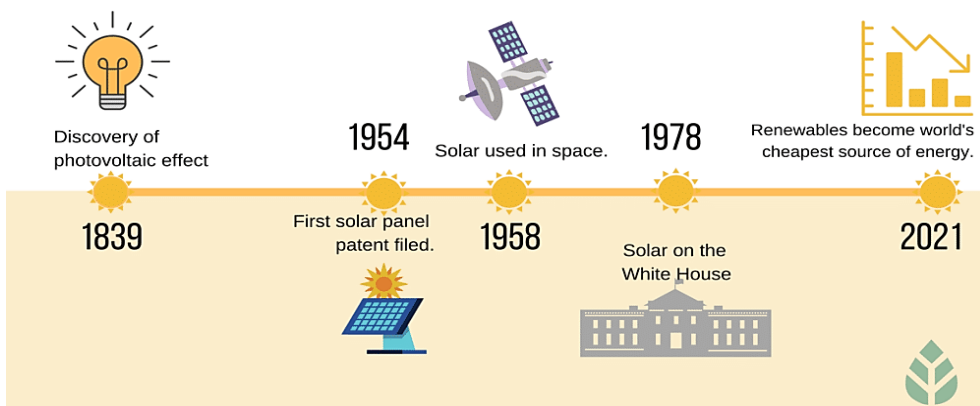 Discovery of
photovoltaic effect
1839
1954
First solar panel
patent filed.
Solar used in space.
1958
1978
Solar on the
White House
Renewables become world's
cheapest source of energy.
2021